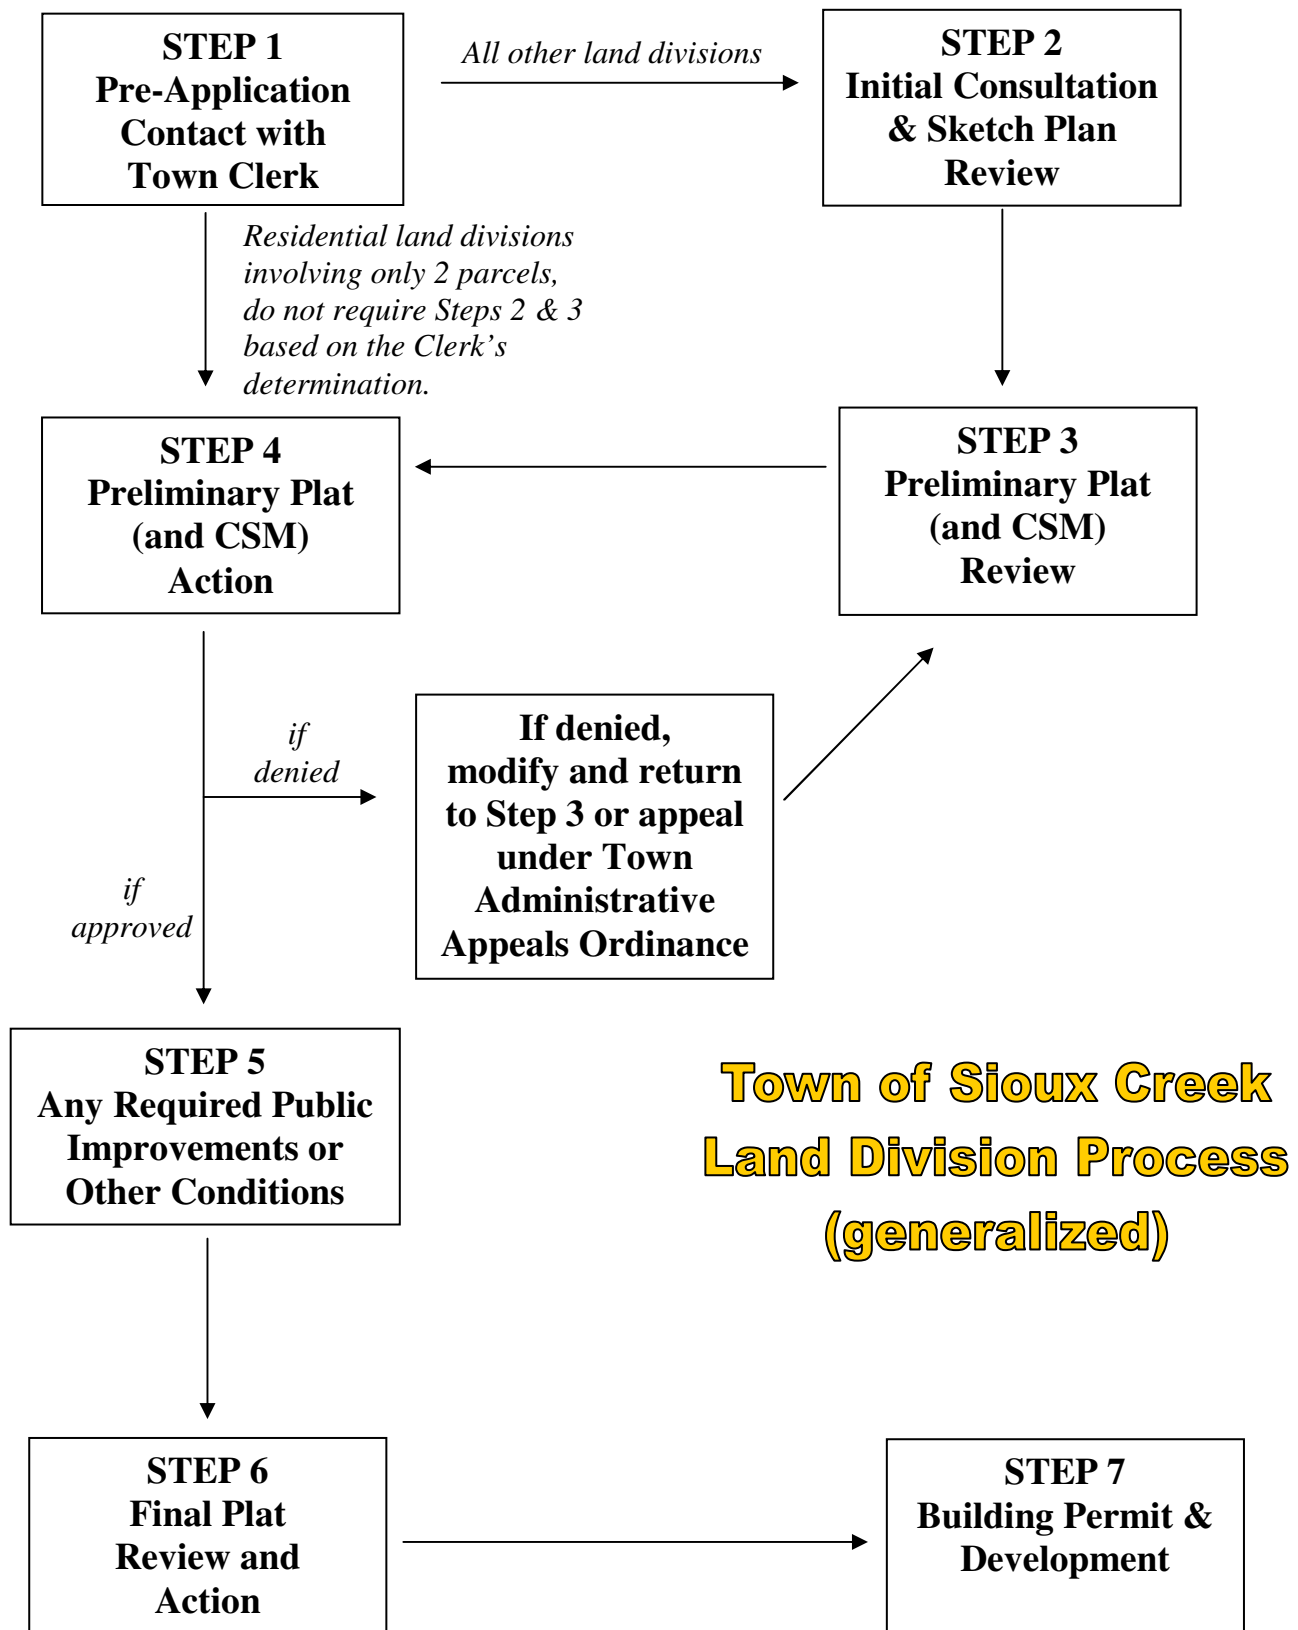 STEP 1
Pre-Application
Contact with
Town Clerk
All other land divisions
STEP 2
Initial Consultation
& Sketch Plan
Review
Residential land divisions
involving only 2 parcels,
do not require Steps 2 & 3
based on the Clerk’s
determination.
STEP 3
Preliminary Plat
(and CSM)
Review
STEP 4
Preliminary Plat
(and CSM)
Action
if
denied
If denied,
modify and return
to Step 3 or appeal
under Town
Administrative
Appeals Ordinance
if
approved
STEP 5
Any Required Public
Improvements or
Other Conditions
Town of Sioux Creek
Land Division Process
(generalized)
STEP 6
Final Plat
Review and
Action
STEP 7
Building Permit &
Development